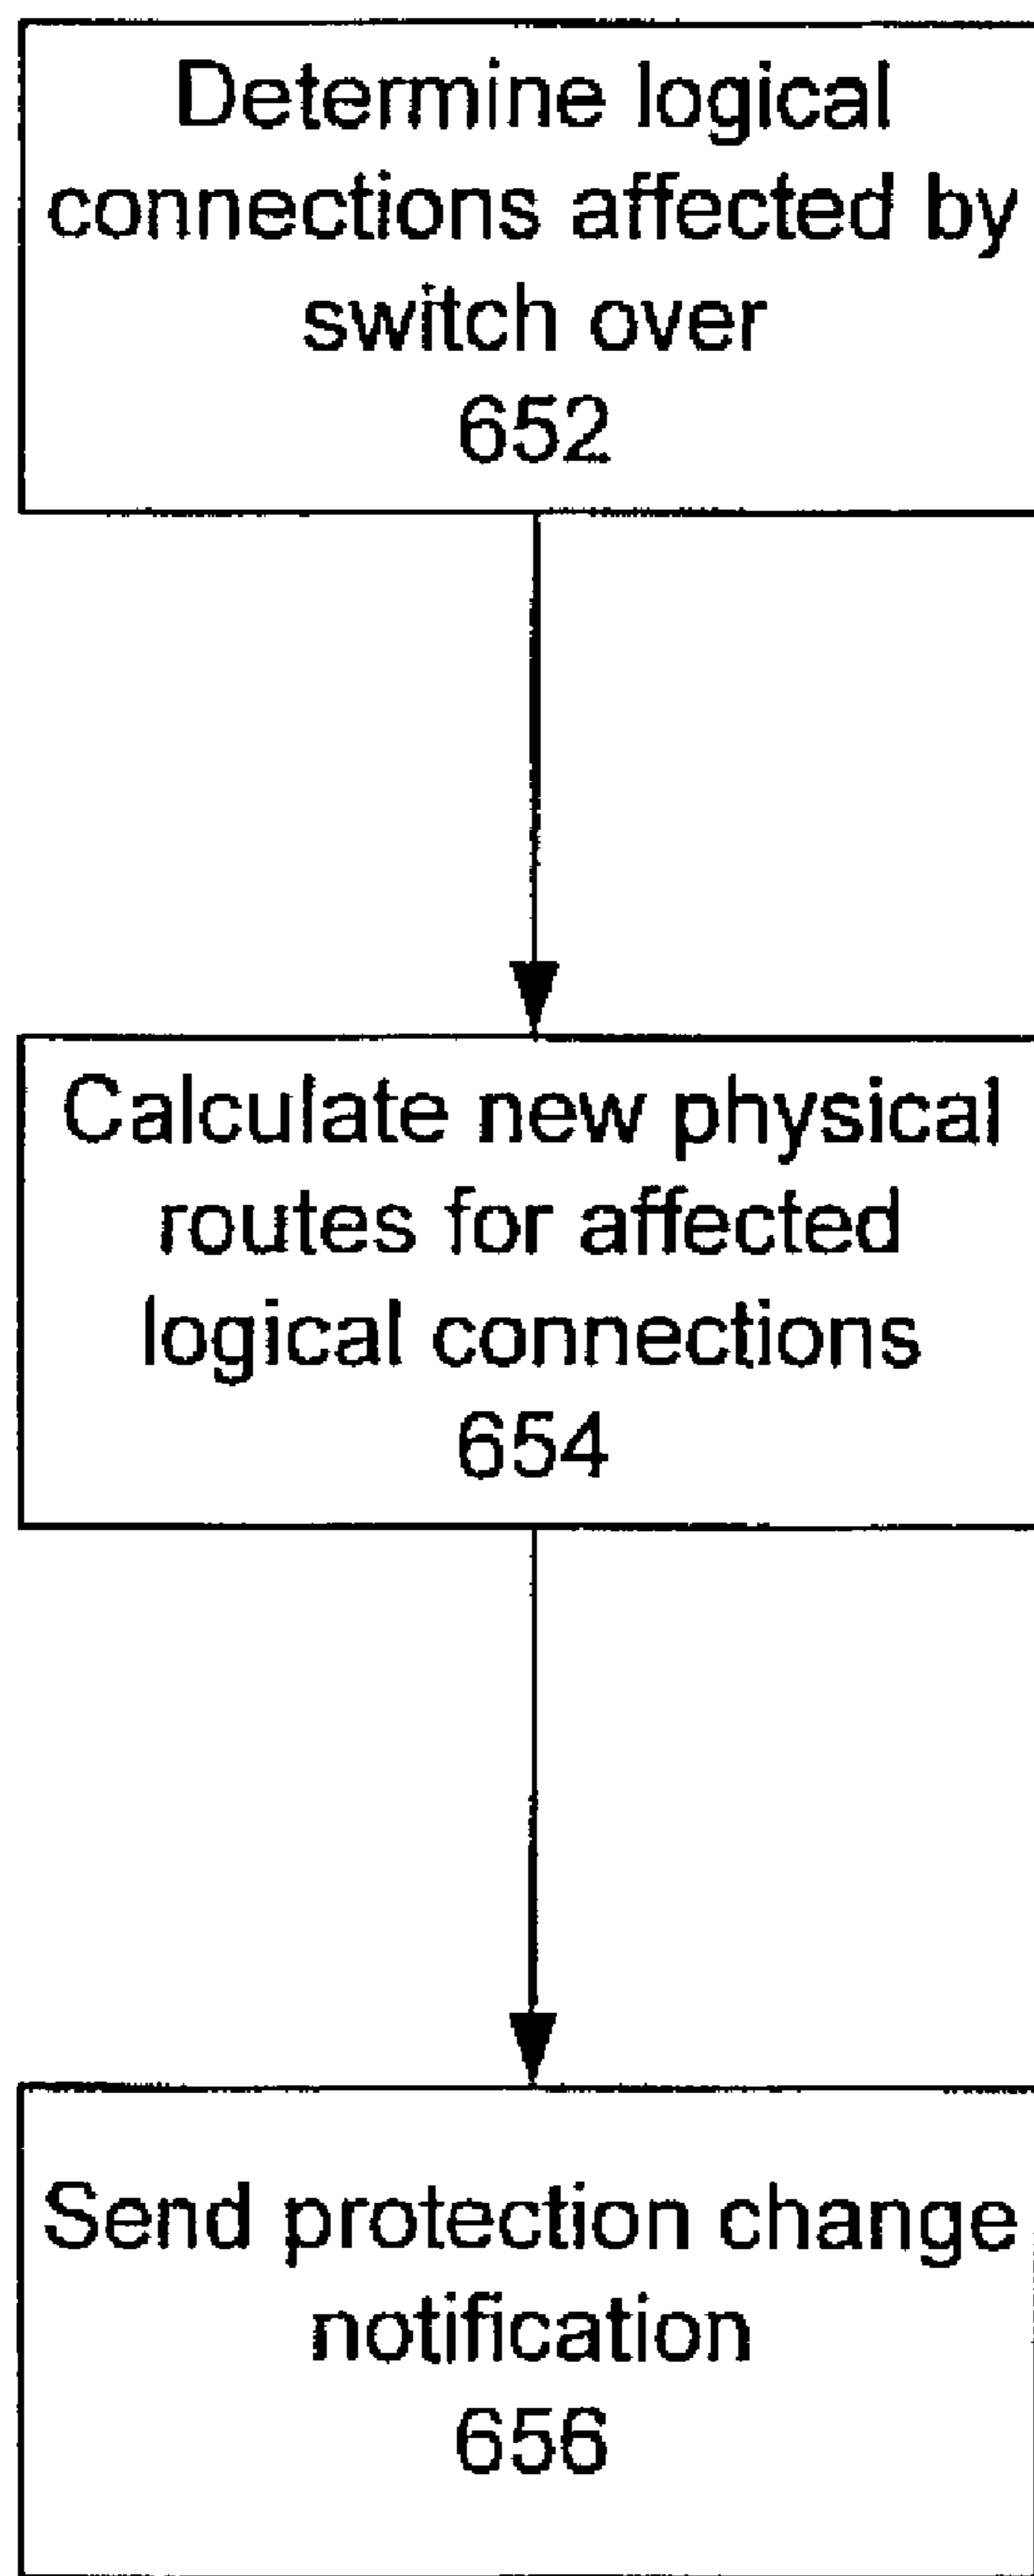 Determine logical
connections affected by
switch over
652
Calculate new physical
routes for affected
logical connections
654
Send protection change
notification
656